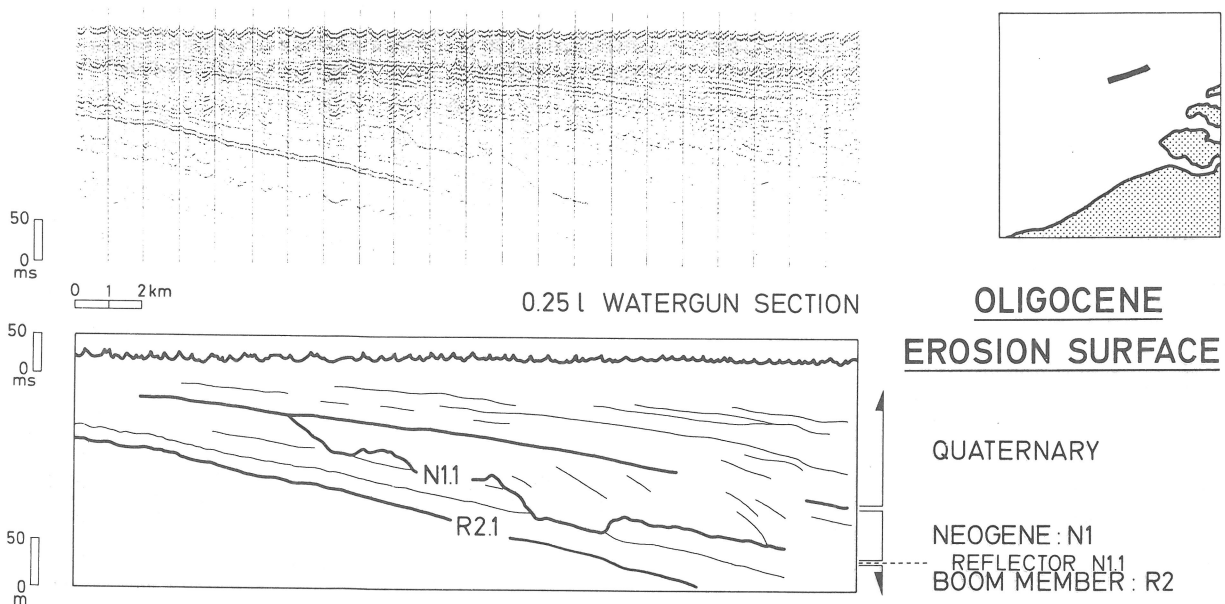 50
0
ms
0 1 2 km
0.25 l WATERGUN SECTION
OLIGOCENE
EROSION SURFACE
50
0
ms
N1.1
R2.1
50
0
m
QUATERNARY
NEOGENE : N1
REFLECTOR N1.1
BOOM MEMBER : R2